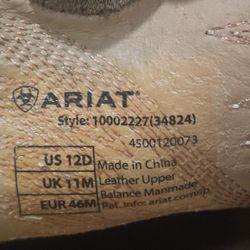 ARIAT
Style: 10002227(34824)
4500120073
US 12D
Made in China
UK 11M
Leather Upper
EUR 46M
Balance Manmade
Pat. Info: ariat.com/ip